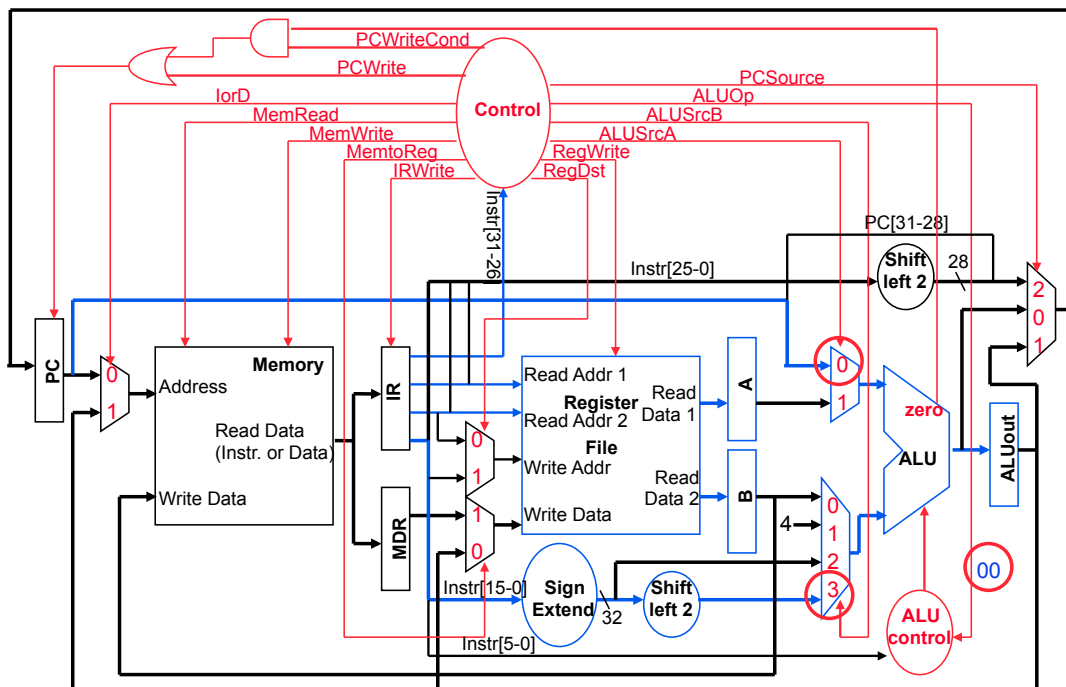 PCWriteCond
PCWrite
PCSource
IorD
Control
ALUOp
MemRead
ALUSrcB
MemWrite
ALUSrcA
MemtoReg
RegWrite
IRWrite
RegDst
Instr[31-26]
PC[31-28]
Instr[25-0]
Shift
left 2
28
2
0
1
PC
0
1
Memory
Address
Read Data
(Instr. or Data)
Write Data
IR
MDR
Read Addr 1
Register
Read Addr 2
File
Write Addr
Write Data
Read
Data 1
Read
Data 2
0
1
1
0
A
B
0
1
4
0
1
2
3
zero
ALU
ALUout
00
Instr[15-0]
Sign
Extend
32
Shift
left 2
ALU
control
Instr[5-0]